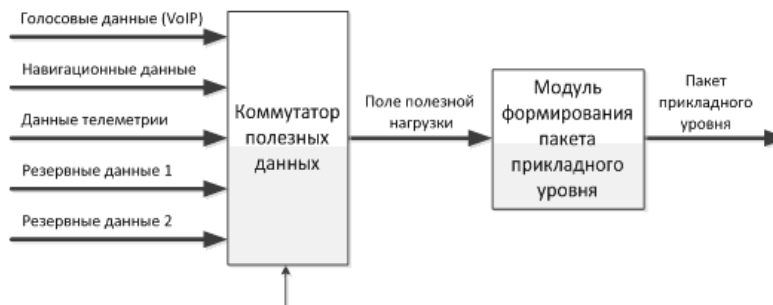 Голосовые данные (VoIP)
Навигационные данные
Данные телеметрии
Резервные данные 1
Резервные данные 2
Коммутатор
полезных
данных
Поле полезной
нагрузки
Модуль
формирования
пакета
прикладного
уровня
Пакет
прикладного
уровня